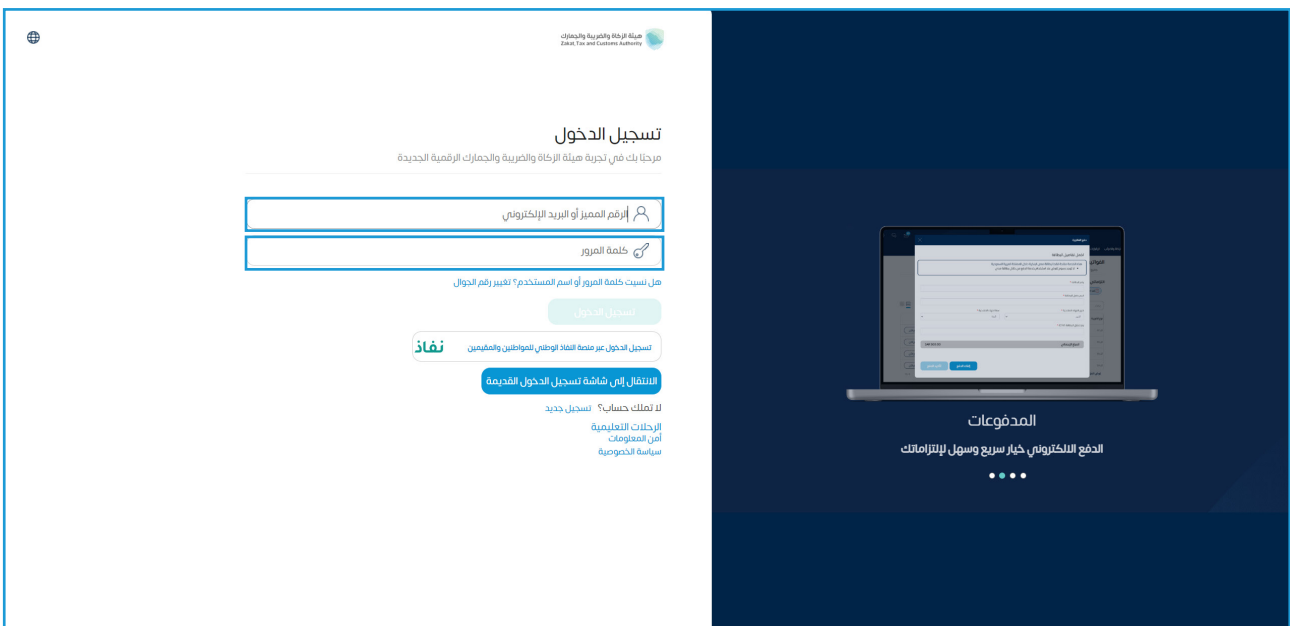 هيئة الزكاة والضريبة والجمارك
Zakat, Tax and Customs Authority
تسجيل الدخول
مرحبًا بك في تجربة هيئة الزكاة والضريبة والجمارك الرقمية الجديدة
الرقم المميز أو البريد الإلكتروني
كلمة المرور
هل نسيت كلمة المرور أو اسم المستخدم؟ تغيير رقم الجوال
تسجيل الدخول
تسجيل الدخول عبر منصة النفاذ الوطني للمواطنين والمقيمين نفاذ
الانتقال إلى شاشة تسجيل الدخول القديمة
لا تملك حساب؟ تسجيل جديد
الرحلات التعليمية
أمن المعلومات
سياسة الخصوصية
المدفوعات
الدفع الالكتروني خيار سريع وسهل لإلتزاماتك